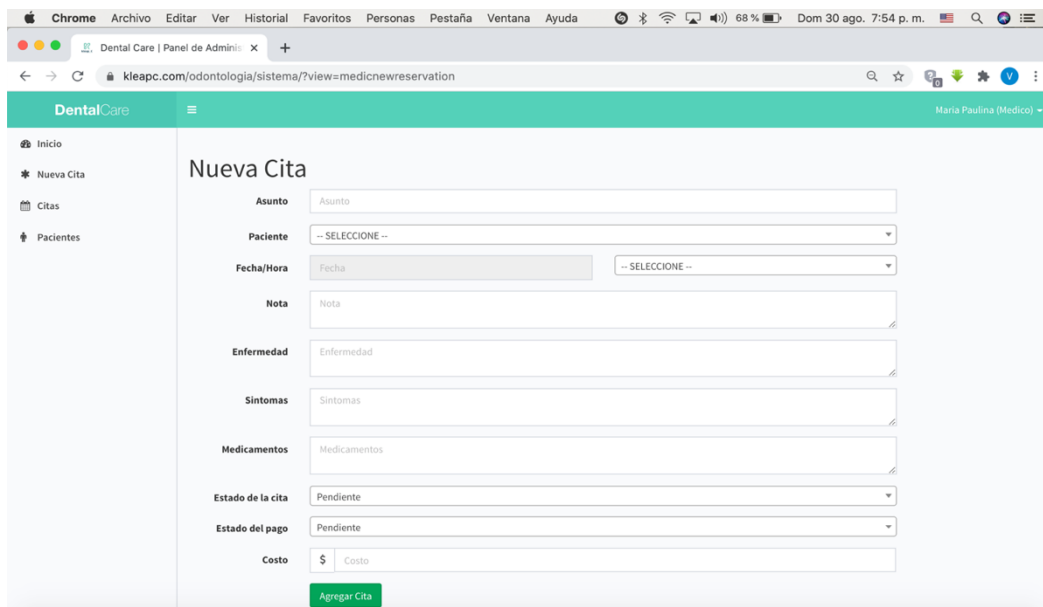 Chrome Archivo Editar Ver Historial Favoritos Personas Pestaña Ventana Ayuda 68 % Dom 30 ago. 7:54 p. m.
Dental Care | Panel de Adminis
kleapc.com/odontologia/sistema/?view=medicnewreservation
DentalCare
Maria Paulina (Medico)
Inicio
Nueva Cita
Citas
Pacientes
Nueva Cita
Asunto Asunto
Paciente -- SELECCIONE --
Fecha/Hora Fecha -- SELECCIONE --
Nota Nota
Enfermedad Enfermedad
Sintomas Sintomas
Medicamentos Medicamentos
Estado de la cita Pendiente
Estado del pago Pendiente
Costo $ Costo
Agregar Cita